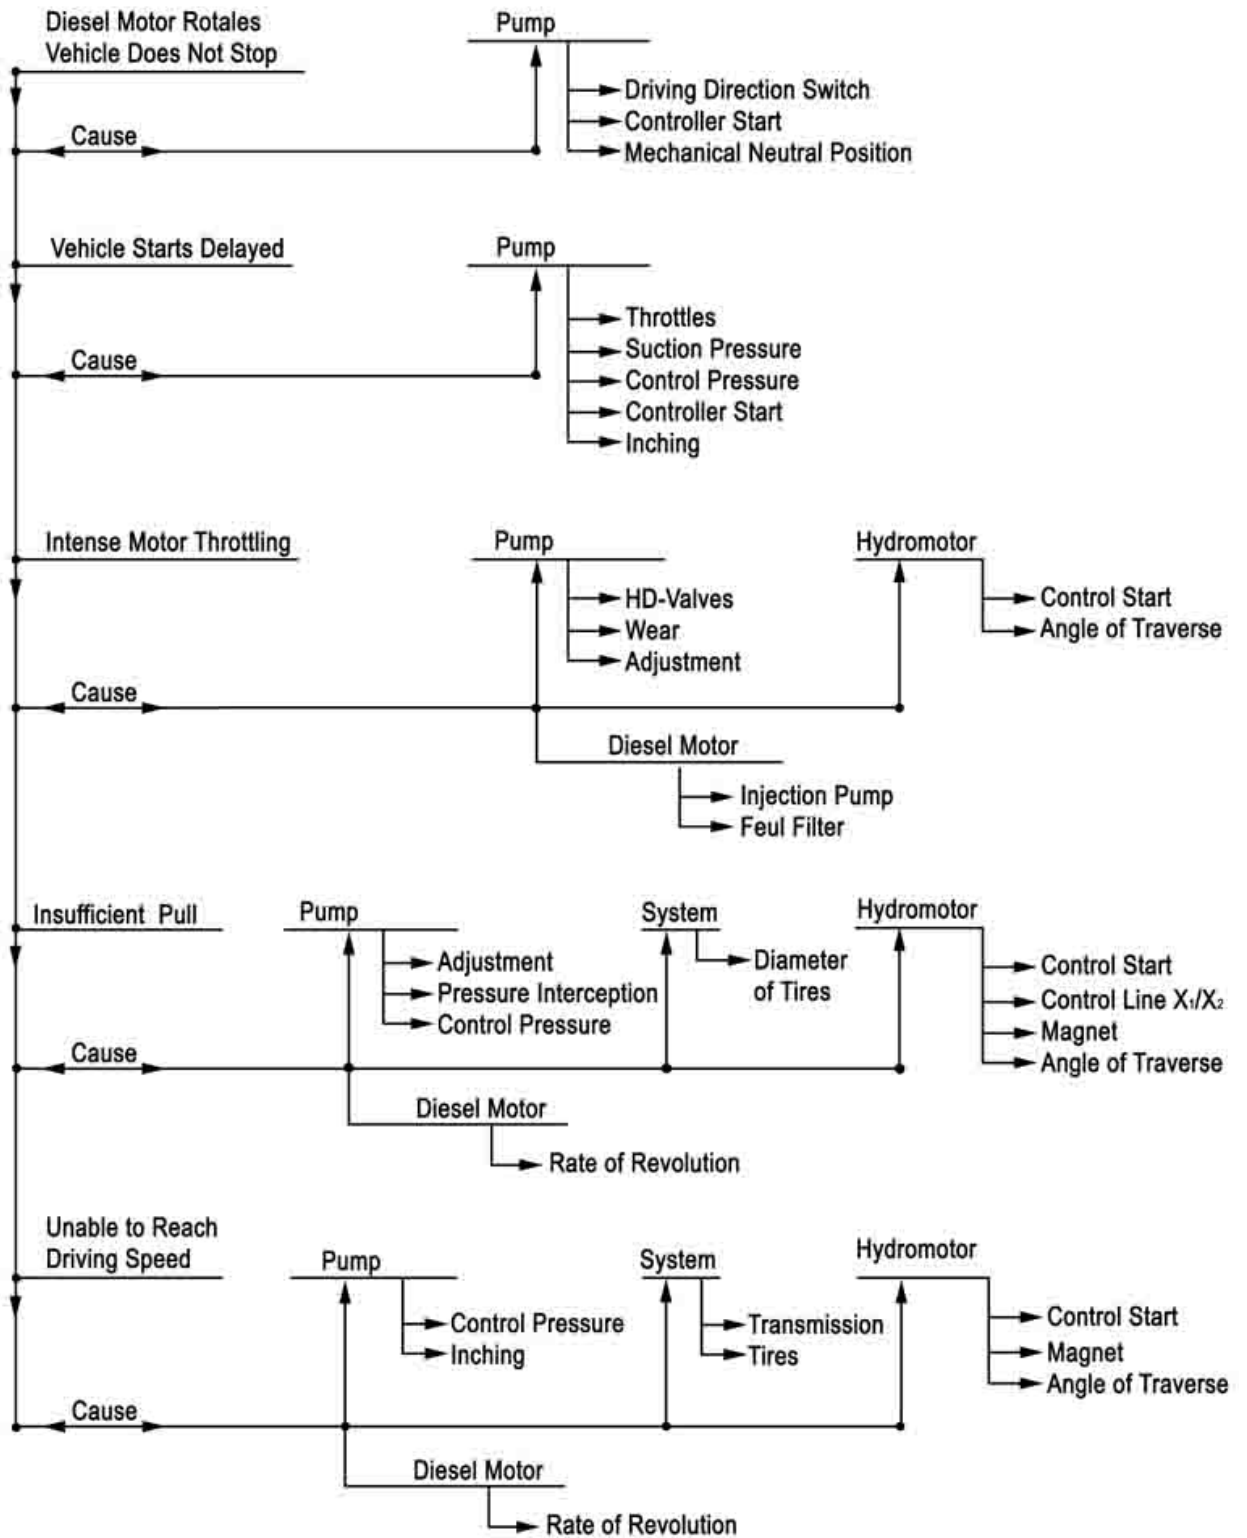 Diesel Motor Rotales
Vehicle Does Not Stop
Pump
Driving Direction Switch
Controller Start
Mechanical Neutral Position
Cause
Vehicle Starts Delayed
Pump
Throttles
Suction Pressure
Control Pressure
Controller Start
Inching
Cause
Intense Motor Throttling
Pump
HD-Valves
Wear
Adjustment
Hydromotor
Control Start
Angle of Traverse
Cause
Diesel Motor
Injection Pump
Feul Filter
Insufficient Pull
Pump
Adjustment
Pressure Interception
Control Pressure
System
Diameter
of Tires
Hydromotor
Control Start
Control Line X₁/X₂
Magnet
Angle of Traverse
Cause
Diesel Motor
Rate of Revolution
Unable to Reach
Driving Speed
Pump
Control Pressure
Inching
System
Transmission
Tires
Hydromotor
Control Start
Magnet
Angle of Traverse
Cause
Diesel Motor
Rate of Revolution